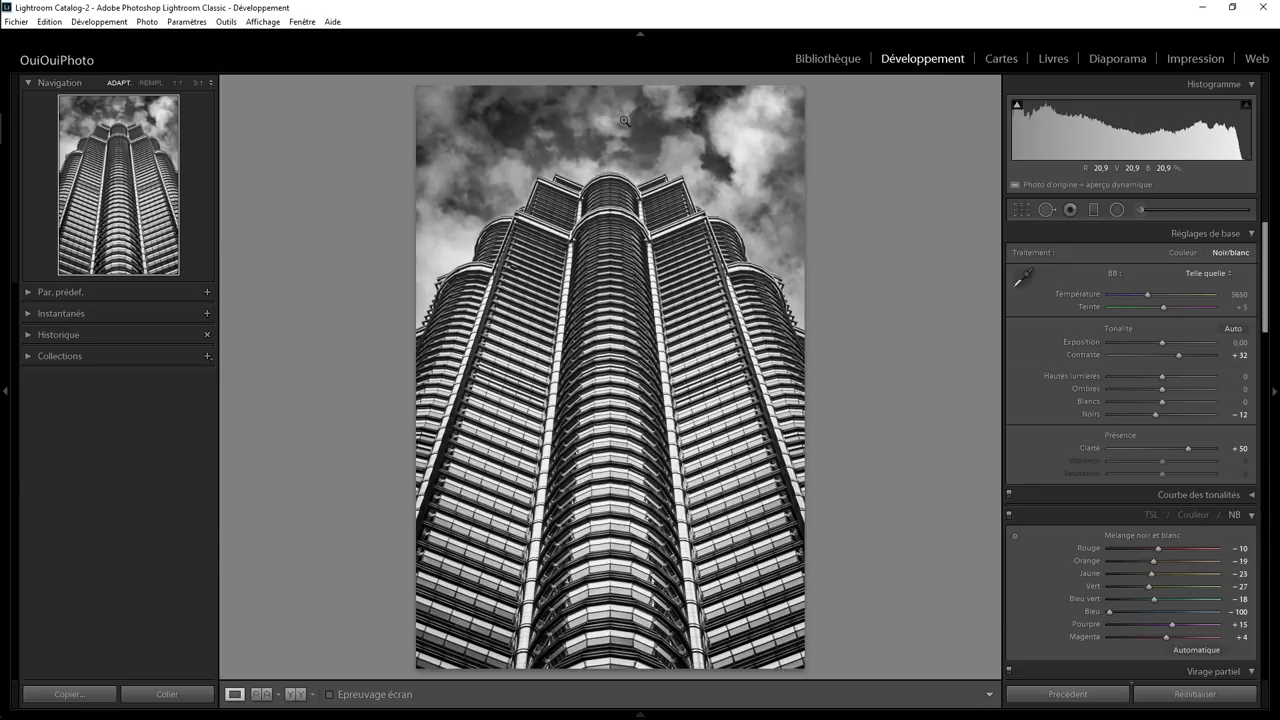 Lightroom Catalog-2 - Adobe Photoshop Lightroom Classic - Développement
Fichier Edition Développement Photo Paramètres Outils Affichage Fenêtre Aide
OuiOuiPhoto
Bibliothèque Développement Cartes Livres Diaporama Impression Web
Navigation ADAPT. REMPL. 1:1 3:1
Par. prédef.
Instantanés
Historique
Collections
Copier... Coller
Epreuvage écran
Histogramme
R 20,9 V 20,9 B 20,9 %
Photo d'origine + aperçu dynamique
Réglages de base
Traitement : Couleur Noir/blanc
BB : Telle quelle
Température 5650
Teinte + 5
Tonalité Auto
Exposition 0,00
Contraste + 32
Hautes lumières 0
Ombres 0
Blancs 0
Noirs − 12
Présence
Clarté + 50
Vibrance 0
Saturation 0
Courbe des tonalités
TSL / Couleur / NB
Mélange noir et blanc
Rouge − 10
Orange − 19
Jaune − 23
Vert − 27
Bleu vert − 18
Bleu − 100
Pourpre + 15
Magenta + 4
Automatique
Virage partiel
Précédent Réinitialiser